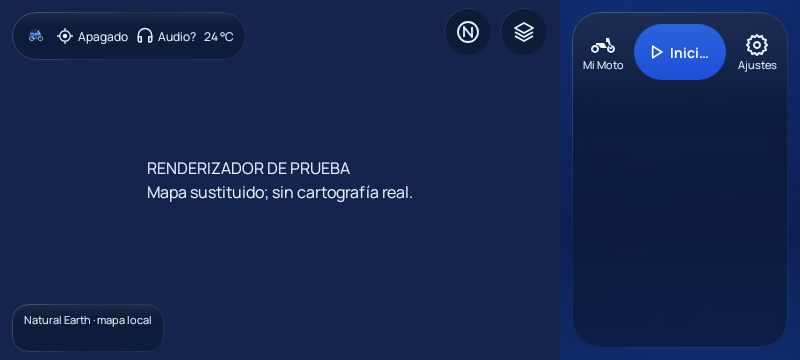 Apagado Audio? 24 °C
N
RENDERIZADOR DE PRUEBA
Mapa sustituido; sin cartografía real.
Natural Earth · mapa local
Mi Moto
Inici…
Ajustes